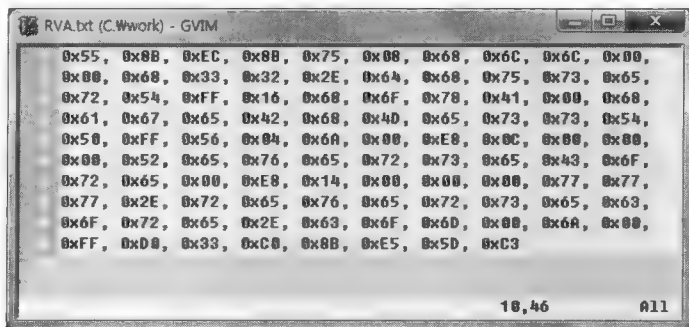 RVA.txt (C:\work) - GVIM
0x55, 0x8B, 0xEC, 0x8B, 0x75, 0x08, 0x68, 0x6C, 0x6C, 0x00,
0x00, 0x68, 0x33, 0x32, 0x2E, 0x64, 0x68, 0x75, 0x73, 0x65,
0x72, 0x54, 0xFF, 0x16, 0x68, 0x6F, 0x78, 0x41, 0x00, 0x68,
0x61, 0x67, 0x65, 0x42, 0x68, 0x4D, 0x65, 0x73, 0x73, 0x54,
0x50, 0xFF, 0x56, 0x04, 0x6A, 0x00, 0xE8, 0x0C, 0x00, 0x00,
0x00, 0x52, 0x65, 0x76, 0x65, 0x72, 0x73, 0x65, 0x43, 0x6F,
0x72, 0x65, 0x00, 0xE8, 0x14, 0x00, 0x00, 0x00, 0x77, 0x77,
0x77, 0x2E, 0x72, 0x65, 0x76, 0x65, 0x72, 0x73, 0x65, 0x63,
0x6F, 0x72, 0x65, 0x2E, 0x63, 0x6F, 0x6D, 0x00, 0x6A, 0x00,
0xFF, 0xD0, 0x33, 0xC0, 0x8B, 0xE5, 0x5D, 0xC3
10,46 All